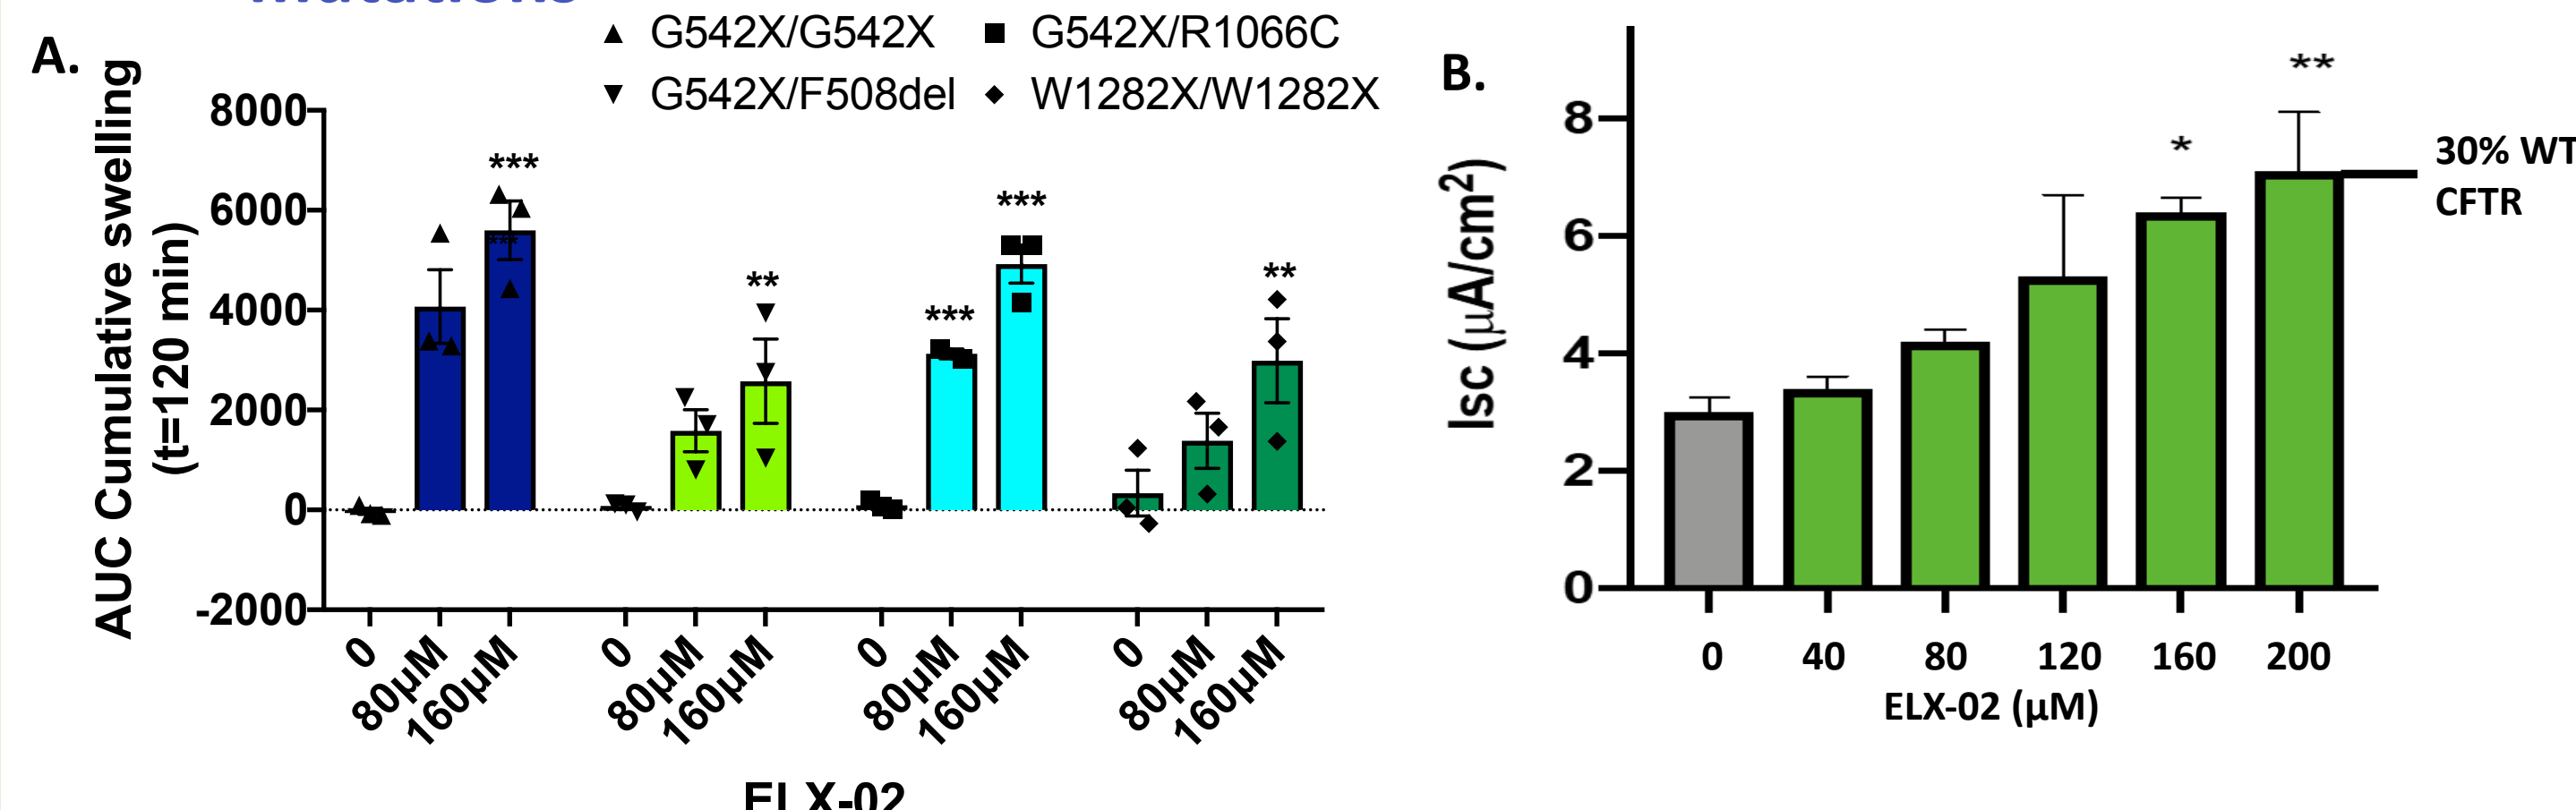 mutations
A.
▲ G542X/G542X ■ G542X/R1066C
▼ G542X/F508del ◆ W1282X/W1282X
AUC Cumulative swelling
(t=120 min)
8000
6000
4000
2000
0
-2000
***
***
**
***
***
**
0 80µM 160µM 0 80µM 160µM 0 80µM 160µM 0 80µM 160µM
ELX-02
B.
Isc (µA/cm²)
8
6
4
2
0
*
**
30% WT
CFTR
0 40 80 120 160 200
ELX-02 (µM)